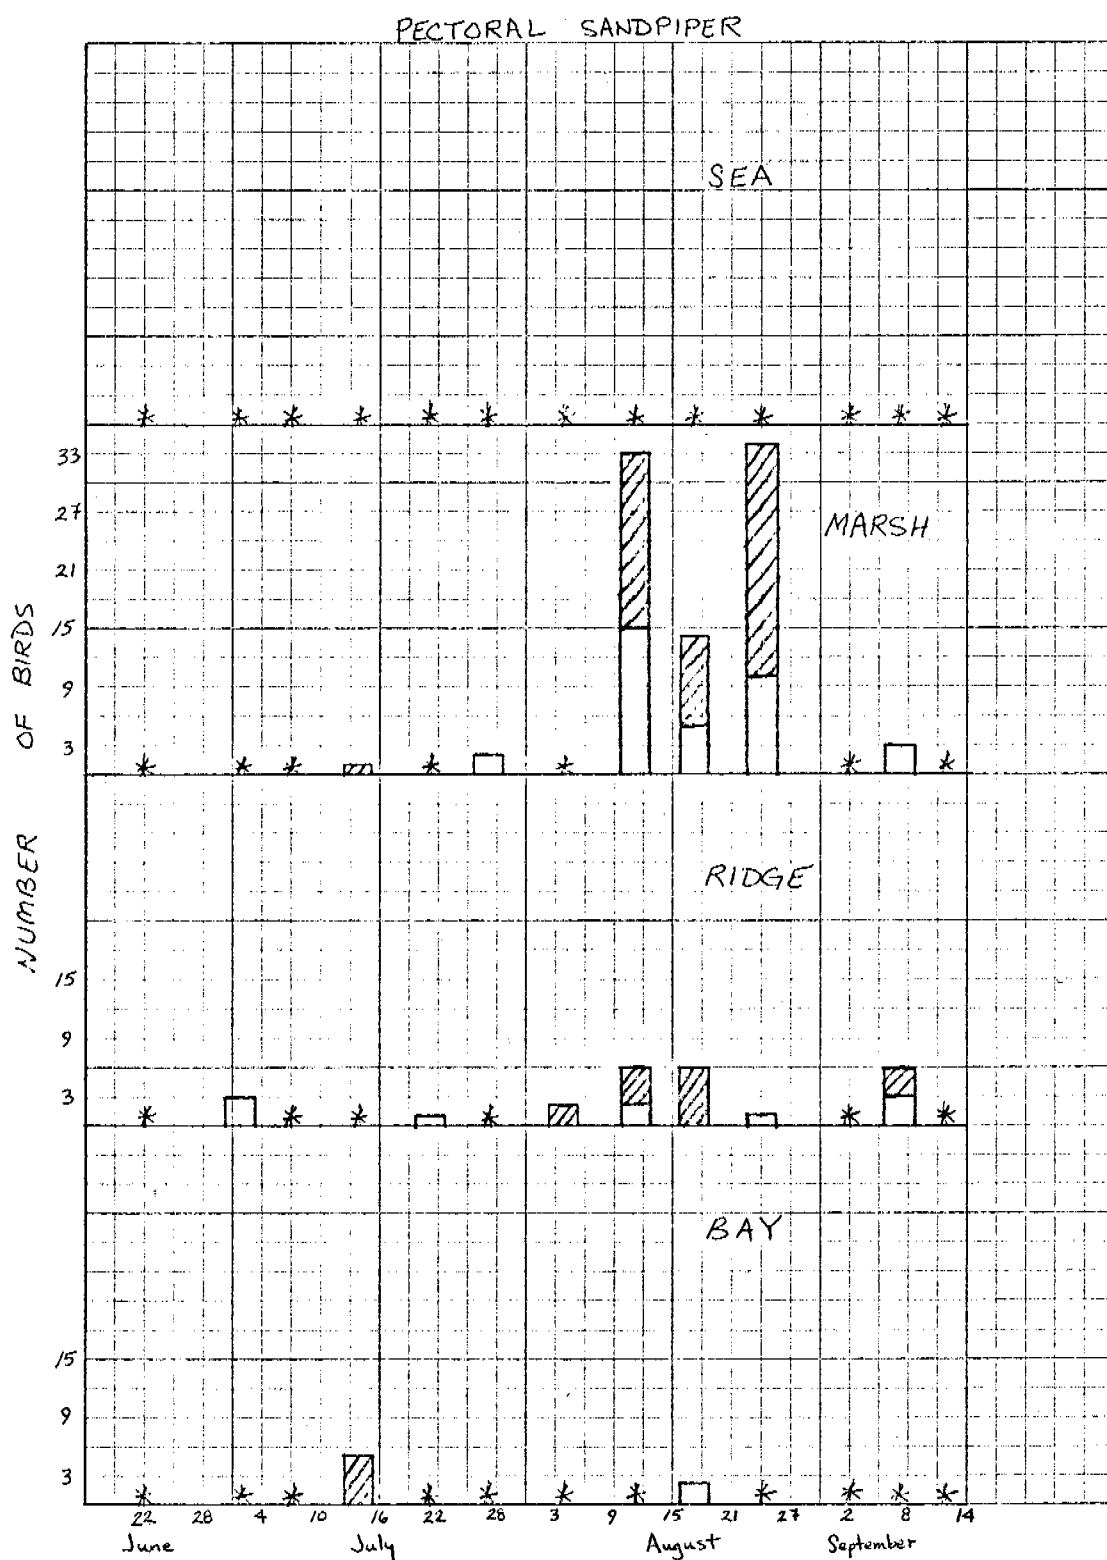 PECTORAL SANDPIPER
SEA
* * * * * * * * * * * * *
33
27
MARSH
21
15
9
3
* * * * * * *
* *
NUMBER OF BIRDS
RIDGE
15
9
3
* * * * * *
BAY
15
9
3
* * * * * * * * * * *
22 28 4 10 16 22 28 3 9 15 21 27 2 8 14
June July August September